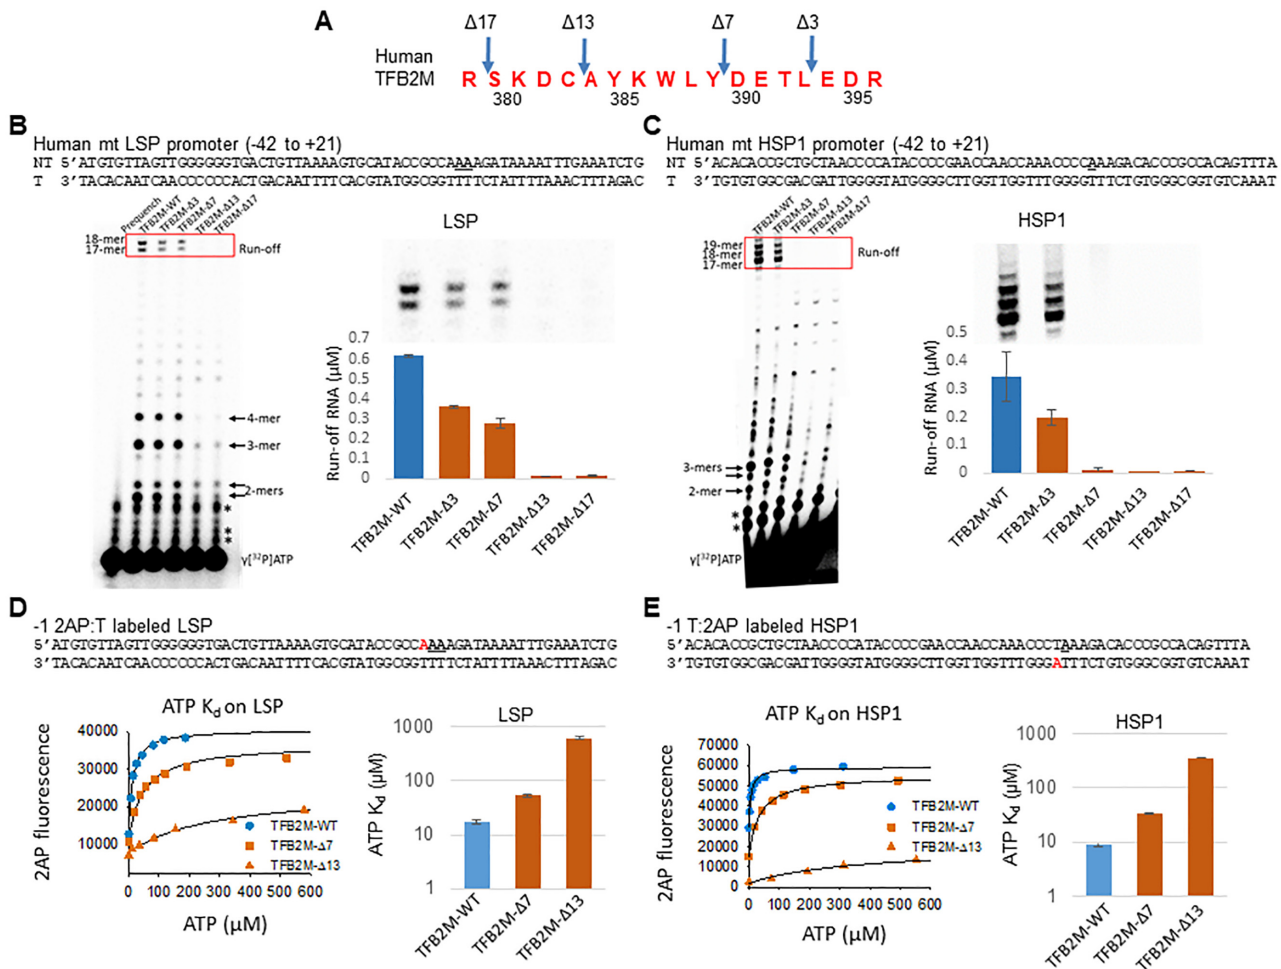 A
Δ17 Δ13 Δ7 Δ3
Human
TFB2M R S K D C A Y K W L Y D E T L E D R
380 385 390 395
B
Human mt LSP promoter (-42 to +21)
NT 5'ATGTGTTAGTTGGGGGGTGACTGTTAAAAGTGCATACCGCCAAAAGATAAAATTTGAAATCTG
T 3'TACACAATCAACCCCCCACTGACAATTTTCACGTATGGCGGTTTTCTATTTTAAACTTTAGAC
Prequench
TFB2M-WT
TFB2M-Δ3
TFB2M-Δ7
TFB2M-Δ13
TFB2M-Δ17
18-mer
17-mer
Run-off
4-mer
3-mer
2-mers
*
*
*
γ[32P]ATP
LSP
Run-off RNA (μM)
0.7
0.6
0.5
0.4
0.3
0.2
0.1
0
TFB2M-WT
TFB2M-Δ3
TFB2M-Δ7
TFB2M-Δ13
TFB2M-Δ17
C
Human mt HSP1 promoter (-42 to +21)
NT 5'ACACACCGCTGCTAACCCCATACCCCGAACCAACCAAACCCCAAAGACACCCGCCACAGTTTA
T 3'TGTGTGGCGACGATTGGGGTATGGGGCTTGGTTGGTTTGGGGTTTCTGTGGGCGGTGTCAAAT
TFB2M-WT
TFB2M-Δ3
TFB2M-Δ7
TFB2M-Δ13
TFB2M-Δ17
19-mer
18-mer
17-mer
Run-off
3-mers
2-mer
*
*
γ[32P]ATP
HSP1
Run-off RNA (μM)
0.5
0.4
0.3
0.2
0.1
0
TFB2M-WT
TFB2M-Δ3
TFB2M-Δ7
TFB2M-Δ13
TFB2M-Δ17
D
-1 2AP:T labeled LSP
5'ATGTGTTAGTTGGGGGGTGACTGTTAAAAGTGCATACCGCCAAAAGATAAAATTTGAAATCTG
3'TACACAATCAACCCCCCACTGACAATTTTCACGTATGGCGGTTTTCTATTTTAAACTTTAGAC
ATP Kd on LSP
2AP fluorescence
40000
30000
20000
10000
0 100 200 300 400 500 600
ATP (μM)
TFB2M-WT
TFB2M-Δ7
TFB2M-Δ13
LSP
ATP Kd (μM)
1000
100
10
1
TFB2M-WT
TFB2M-Δ7
TFB2M-Δ13
E
-1 T:2AP labeled HSP1
5'ACACACCGCTGCTAACCCCATACCCCGAACCAACCAAACCCTAAAGACACCCGCCACAGTTTA
3'TGTGTGGCGACGATTGGGGTATGGGGCTTGGTTGGTTTGGGATTTCTGTGGGCGGTGTCAAAT
ATP Kd on HSP1
2AP fluorescence
70000
60000
50000
40000
30000
20000
10000
0
0 100 200 300 400 500 600
ATP (μM)
TFB2M-WT
TFB2M-Δ7
TFB2M-Δ13
HSP1
ATP Kd (μM)
1000
100
10
1
TFB2M-WT
TFB2M-Δ7
TFB2M-Δ13